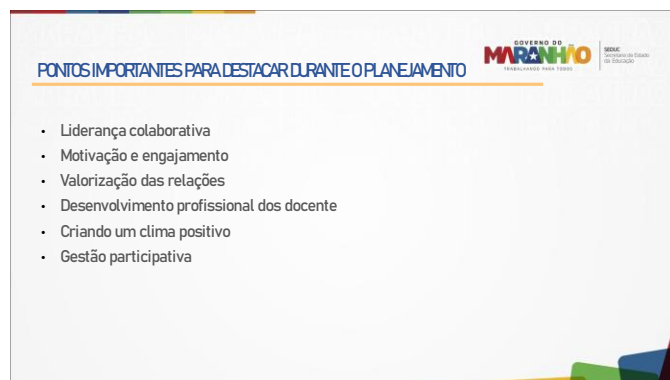 GOVERNO DO
MARANHÃO
TRABALHANDO PARA TODOS
SEDUC
Secretaria de Estado
da Educação
PONTOS IMPORTANTES PARA DESTACAR DURANTE O PLANEJAMENTO
• Liderança colaborativa
• Motivação e engajamento
• Valorização das relações
• Desenvolvimento profissional dos docente
• Criando um clima positivo
• Gestão participativa